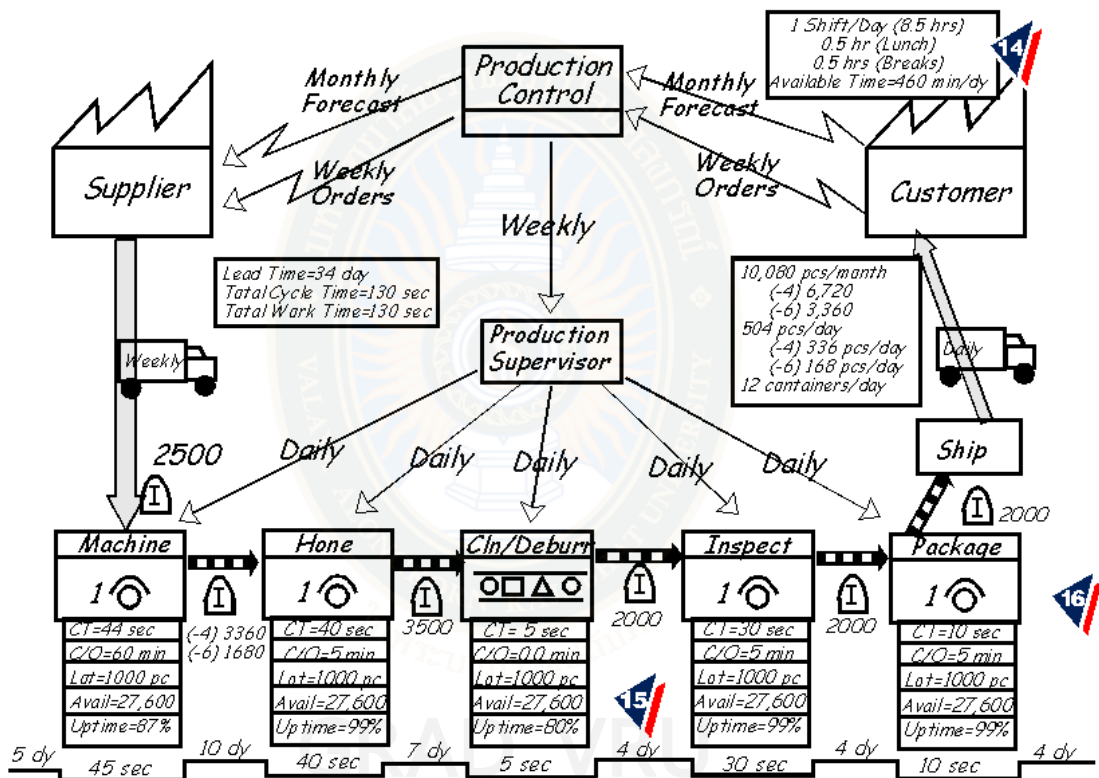 1 Shift/Day (8.5 hrs)
0.5 hr (Lunch)
0.5 hrs (Breaks)
Available Time=460 min/dy
14
Production
Control
Monthly
Forecast
Monthly
Forecast
Supplier
Weekly
Orders
Weekly
Orders
Customer
Weekly
Lead Time=34 day
Total Cycle Time=130 sec
Total Work Time=130 sec
10,080 pcs/month
(-4) 6,720
(-6) 3,360
504 pcs/day
(-4) 336 pcs/day
(-6) 168 pcs/day
12 containers/day
Weekly
Production
Supervisor
Daily
2500
I
Daily
Daily
Daily
Daily
Daily
Ship
I
2000
Machine
Hone
Cln/Deburr
Inspect
Package
1
I
1
I
I
1
I
1
16
3500
2000
2000
CT=44 sec
C/O=60 min
Lot=1000 pc
Avail=27,600
Uptime=87%
(-4) 3360
(-6) 1680
CT=40 sec
C/O=5 min
Lot=1000 pc
Avail=27,600
Uptime=99%
CT= 5 sec
C/O=0.0 min
Lot=1000 pc
Avail=27,600
Uptime=80%
15
CT=30 sec
C/O=5 min
Lot=1000 pc
Avail=27,600
Uptime=99%
CT=10 sec
C/O=5 min
Lot=1000 pc
Avail=27,600
Uptime=99%
T-RAD VRU
5 dy
45 sec
10 dy
40 sec
7 dy
5 sec
4 dy
30 sec
4 dy
10 sec
4 dy